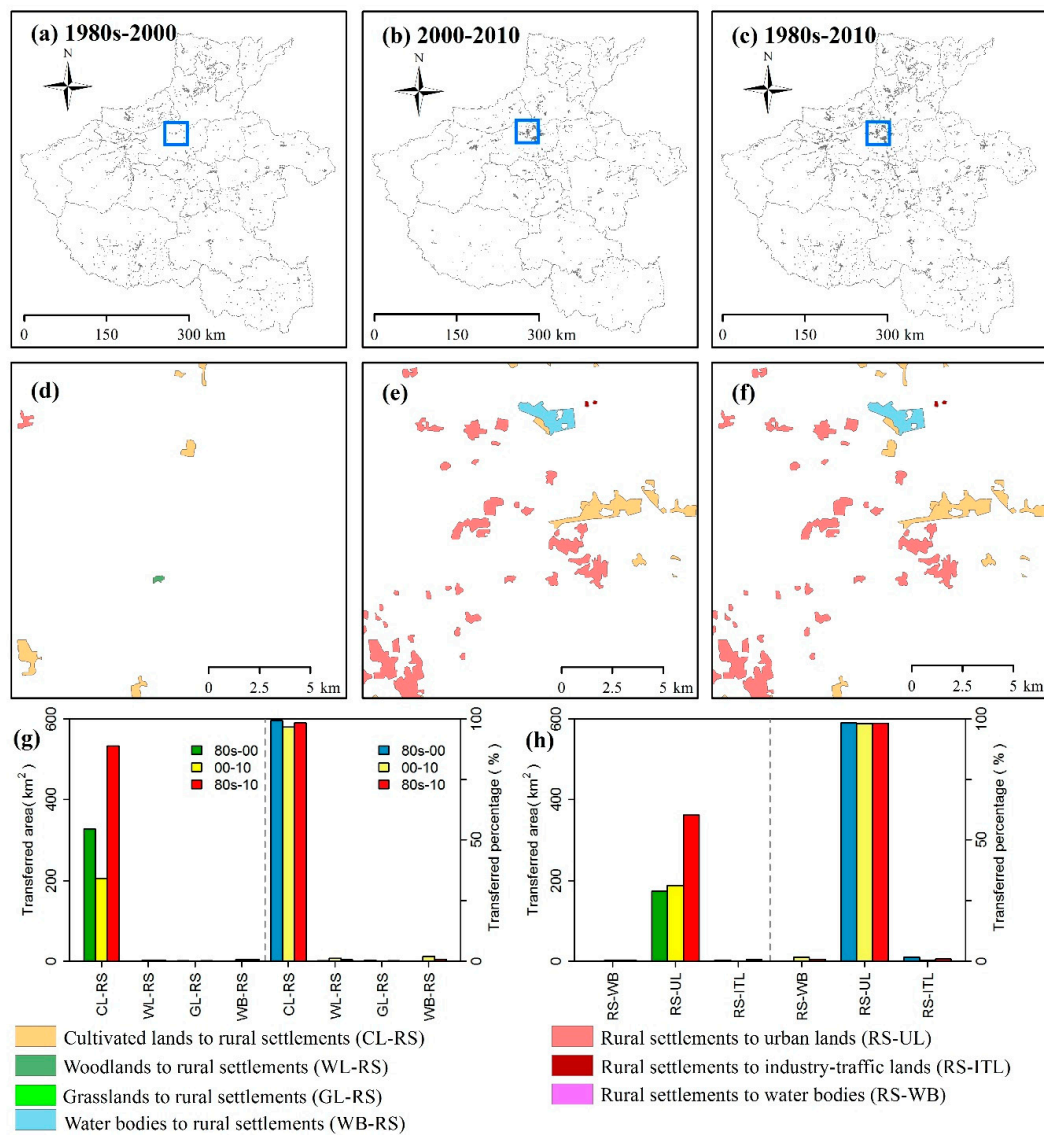 (a) 1980s-2000
N
0 150 300 km
(b) 2000-2010
N
0 150 300 km
(c) 1980s-2010
N
0 150 300 km
(d)
0 2.5 5 km
(e)
0 2.5 5 km
(f)
0 2.5 5 km
(g)
Transferred area( km² )
600
400
200
0
80s-00
00-10
80s-10
80s-00
00-10
80s-10
100
50
0
Transferred percentage ( % )
CL-RS
WL-RS
GL-RS
WB-RS
CL-RS
WL-RS
GL-RS
WB-RS
(h)
Transferred area( km² )
600
400
200
0
100
50
0
Transferred percentage ( % )
RS-WB
RS-UL
RS-ITL
RS-WB
RS-UL
RS-ITL
Cultivated lands to rural settlements (CL-RS)
Woodlands to rural settlements (WL-RS)
Grasslands to rural settlements (GL-RS)
Water bodies to rural settlements (WB-RS)
Rural settlements to urban lands (RS-UL)
Rural settlements to industry-traffic lands (RS-ITL)
Rural settlements to water bodies (RS-WB)